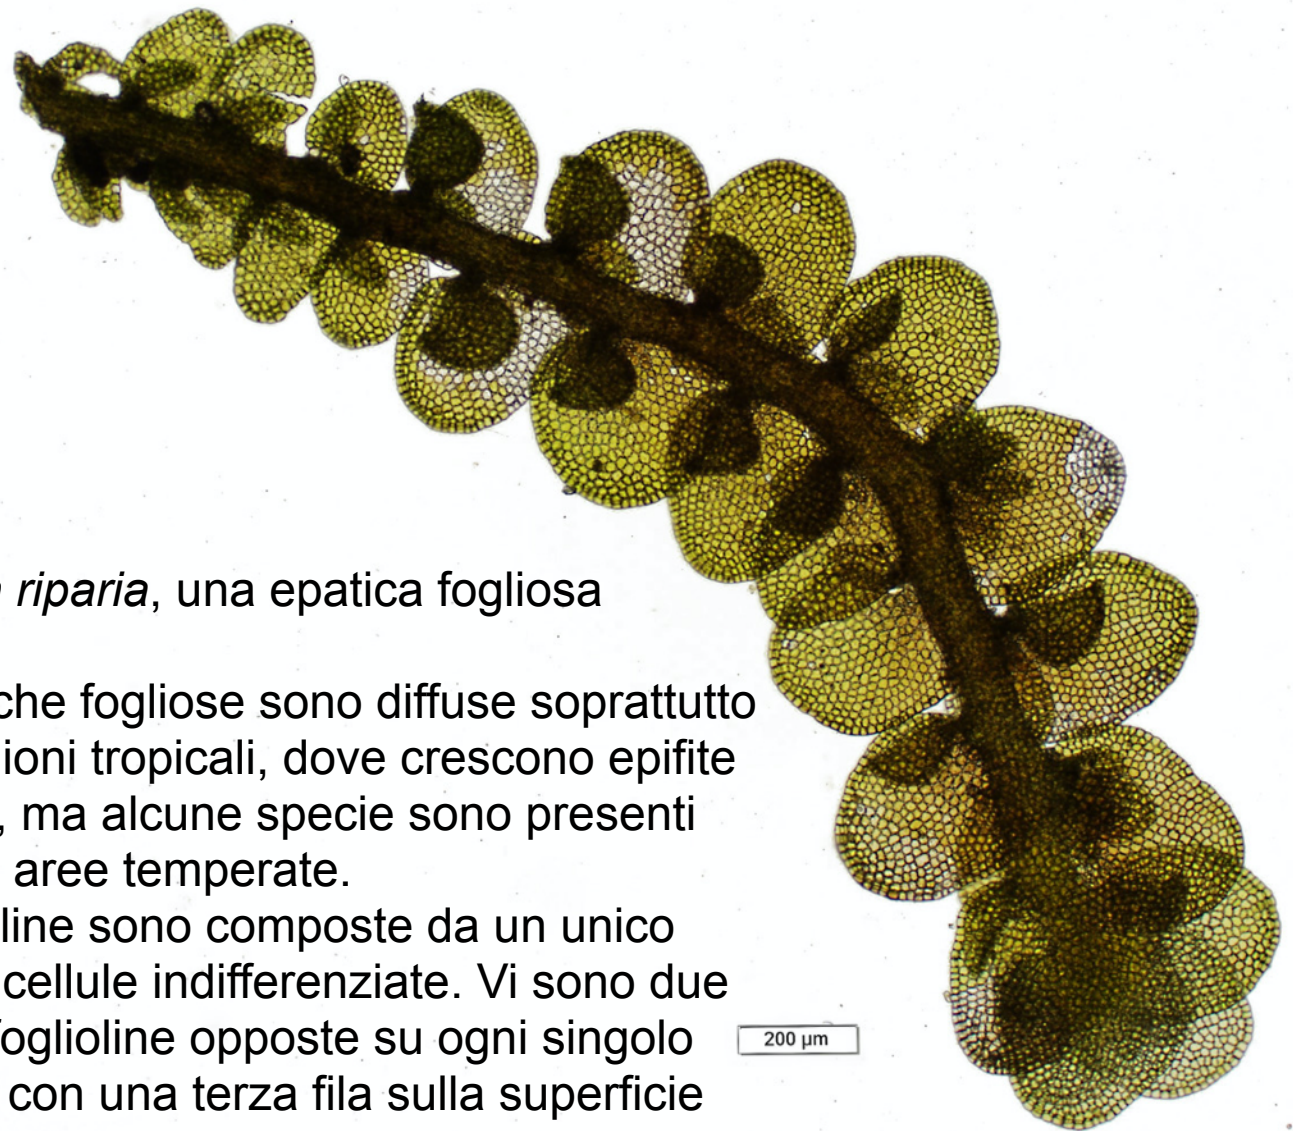 riparia, una epatica fogliosa
che fogliose sono diffuse soprattutto
ioni tropicali, dove crescono epifite
, ma alcune specie sono presenti
aree temperate.
line sono composte da un unico
cellule indifferenziate. Vi sono due
foglioline opposte su ogni singolo
200 µm
con una terza fila sulla superficie